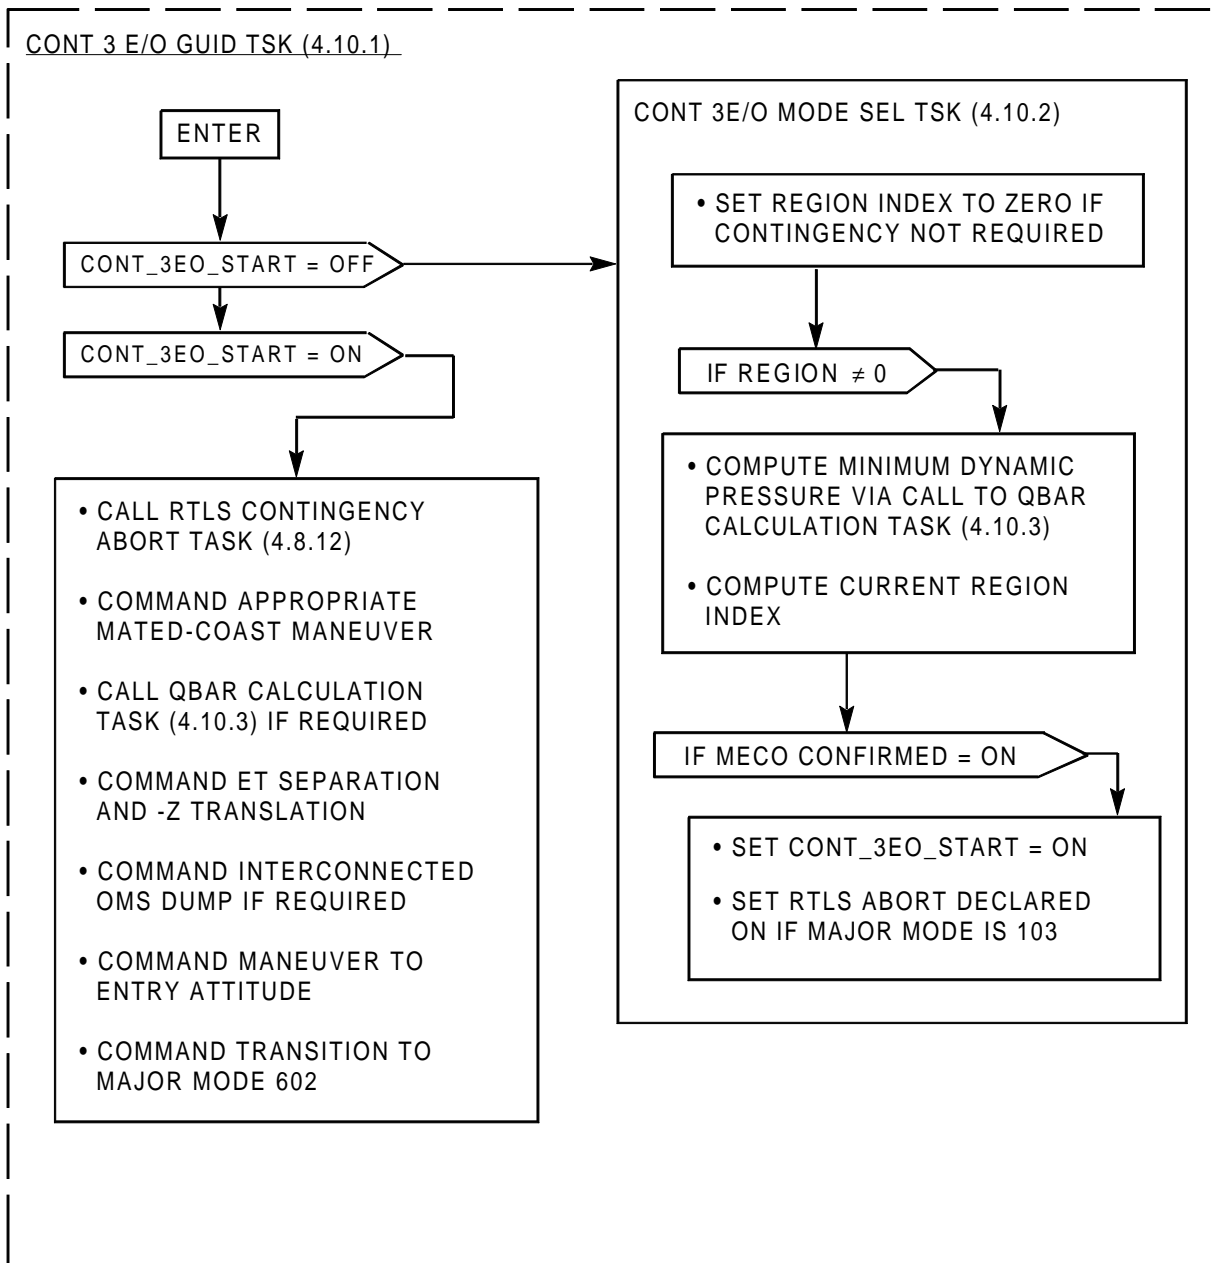 CONT 3 E/O GUID TSK (4.10.1)
ENTER
CONT_3EO_START = OFF
CONT_3EO_START = ON
• CALL RTLS CONTINGENCY
ABORT TASK (4.8.12)
• COMMAND APPROPRIATE
MATED-COAST MANEUVER
• CALL QBAR CALCULATION
TASK (4.10.3) IF REQUIRED
• COMMAND ET SEPARATION
AND -Z TRANSLATION
• COMMAND INTERCONNECTED
OMS DUMP IF REQUIRED
• COMMAND MANEUVER TO
ENTRY ATTITUDE
• COMMAND TRANSITION TO
MAJOR MODE 602
CONT 3E/O MODE SEL TSK (4.10.2)
• SET REGION INDEX TO ZERO IF
CONTINGENCY NOT REQUIRED
IF REGION ≠ 0
• COMPUTE MINIMUM DYNAMIC
PRESSURE VIA CALL TO QBAR
CALCULATION TASK (4.10.3)
• COMPUTE CURRENT REGION
INDEX
IF MECO CONFIRMED = ON
• SET CONT_3EO_START = ON
• SET RTLS ABORT DECLARED
ON IF MAJOR MODE IS 103